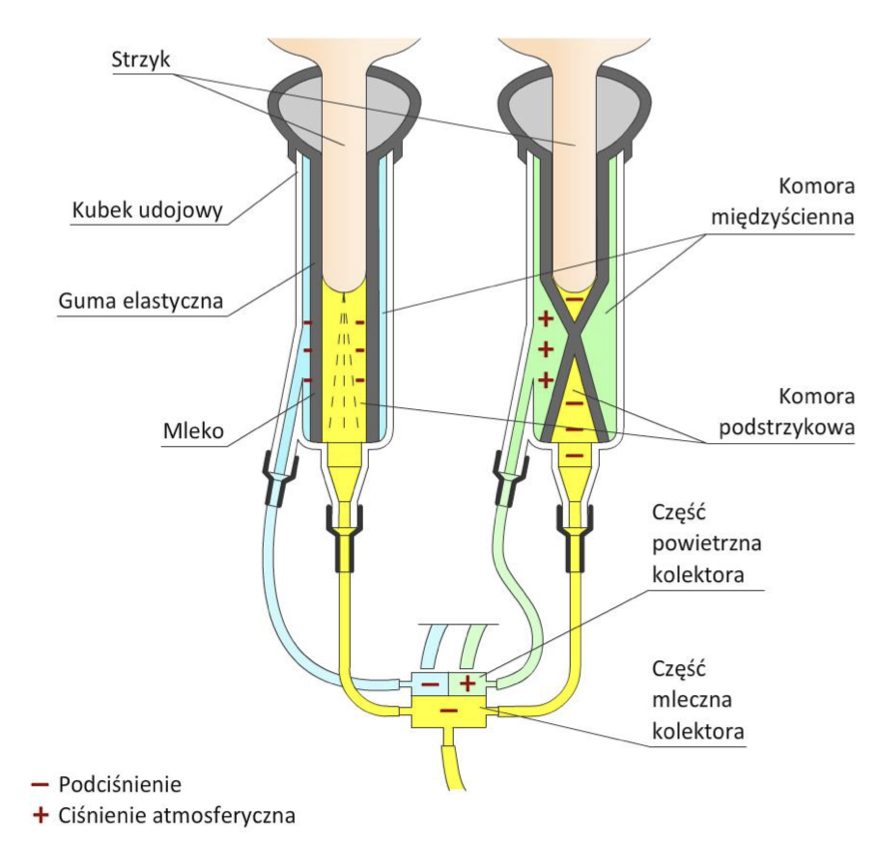 Strzyk
Kubek udojowy
Guma elastyczna
Mleko
Komora
międzyścienna
Komora
podstrzykowa
Część
powietrzna
kolektora
Część
mleczna
kolektora
− Podciśnienie
+ Ciśnienie atmosferyczna